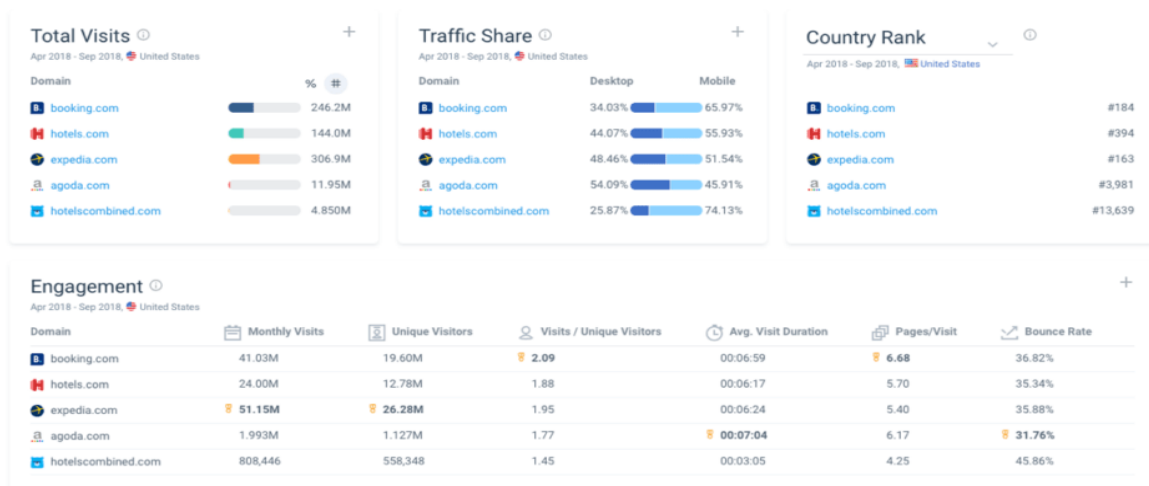 Total Visits
Apr 2018 - Sep 2018, United States
Domain % #
booking.com 246.2M
hotels.com 144.0M
expedia.com 306.9M
agoda.com 11.95M
hotelscombined.com 4.850M
Traffic Share
Apr 2018 - Sep 2018, United States
Domain Desktop Mobile
booking.com 34.03% 65.97%
hotels.com 44.07% 55.93%
expedia.com 48.46% 51.54%
agoda.com 54.09% 45.91%
hotelscombined.com 25.87% 74.13%
Country Rank
Apr 2018 - Sep 2018, United States
booking.com #184
hotels.com #394
expedia.com #163
agoda.com #3,981
hotelscombined.com #13,639
Engagement
Apr 2018 - Sep 2018, United States
Domain Monthly Visits Unique Visitors Visits / Unique Visitors Avg. Visit Duration Pages/Visit Bounce Rate
booking.com 41.03M 19.60M 2.09 00:06:59 6.68 36.82%
hotels.com 24.00M 12.78M 1.88 00:06:17 5.70 35.34%
expedia.com 51.15M 26.28M 1.95 00:06:24 5.40 35.88%
agoda.com 1.993M 1.127M 1.77 00:07:04 6.17 31.76%
hotelscombined.com 808,446 558,348 1.45 00:03:05 4.25 45.86%